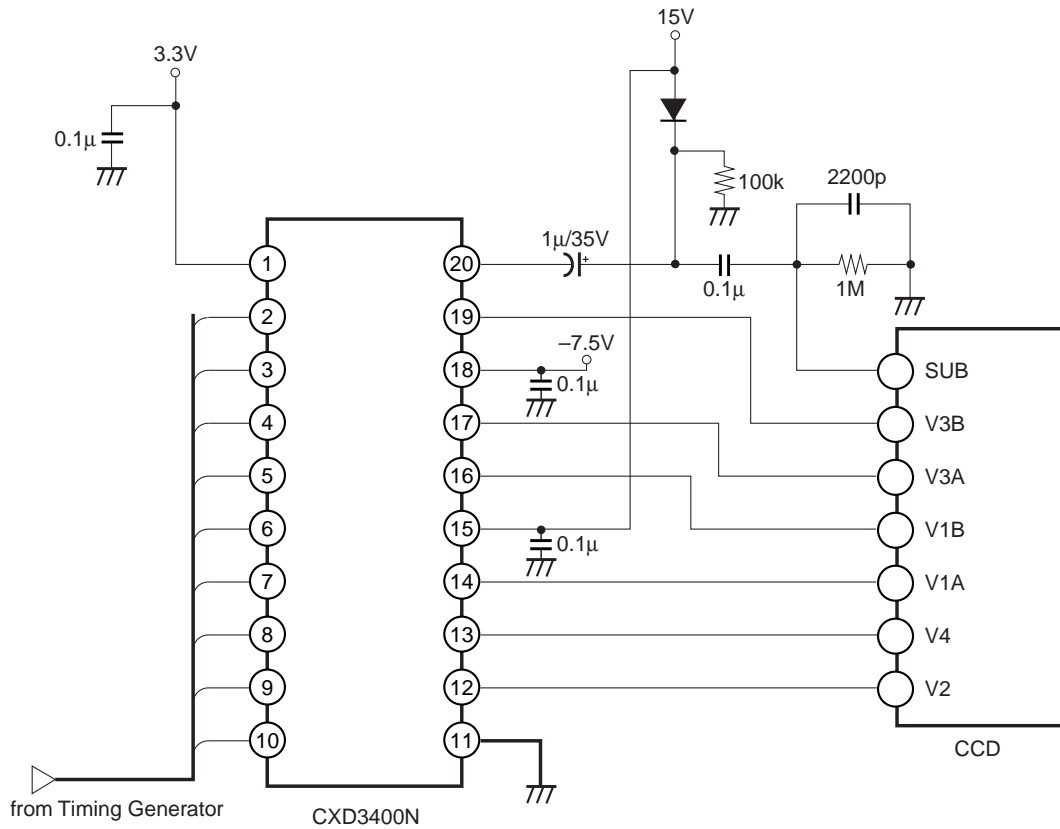 15V
3.3V
0.1μ
100k
2200p
1μ/35V
+
0.1μ
1M
1
20
2
19
–7.5V
3
18
0.1μ
SUB
4
17
V3B
5
16
V3A
6
15
0.1μ
V1B
7
14
V1A
8
13
V4
9
12
V2
10
11
CCD
from Timing Generator
CXD3400N